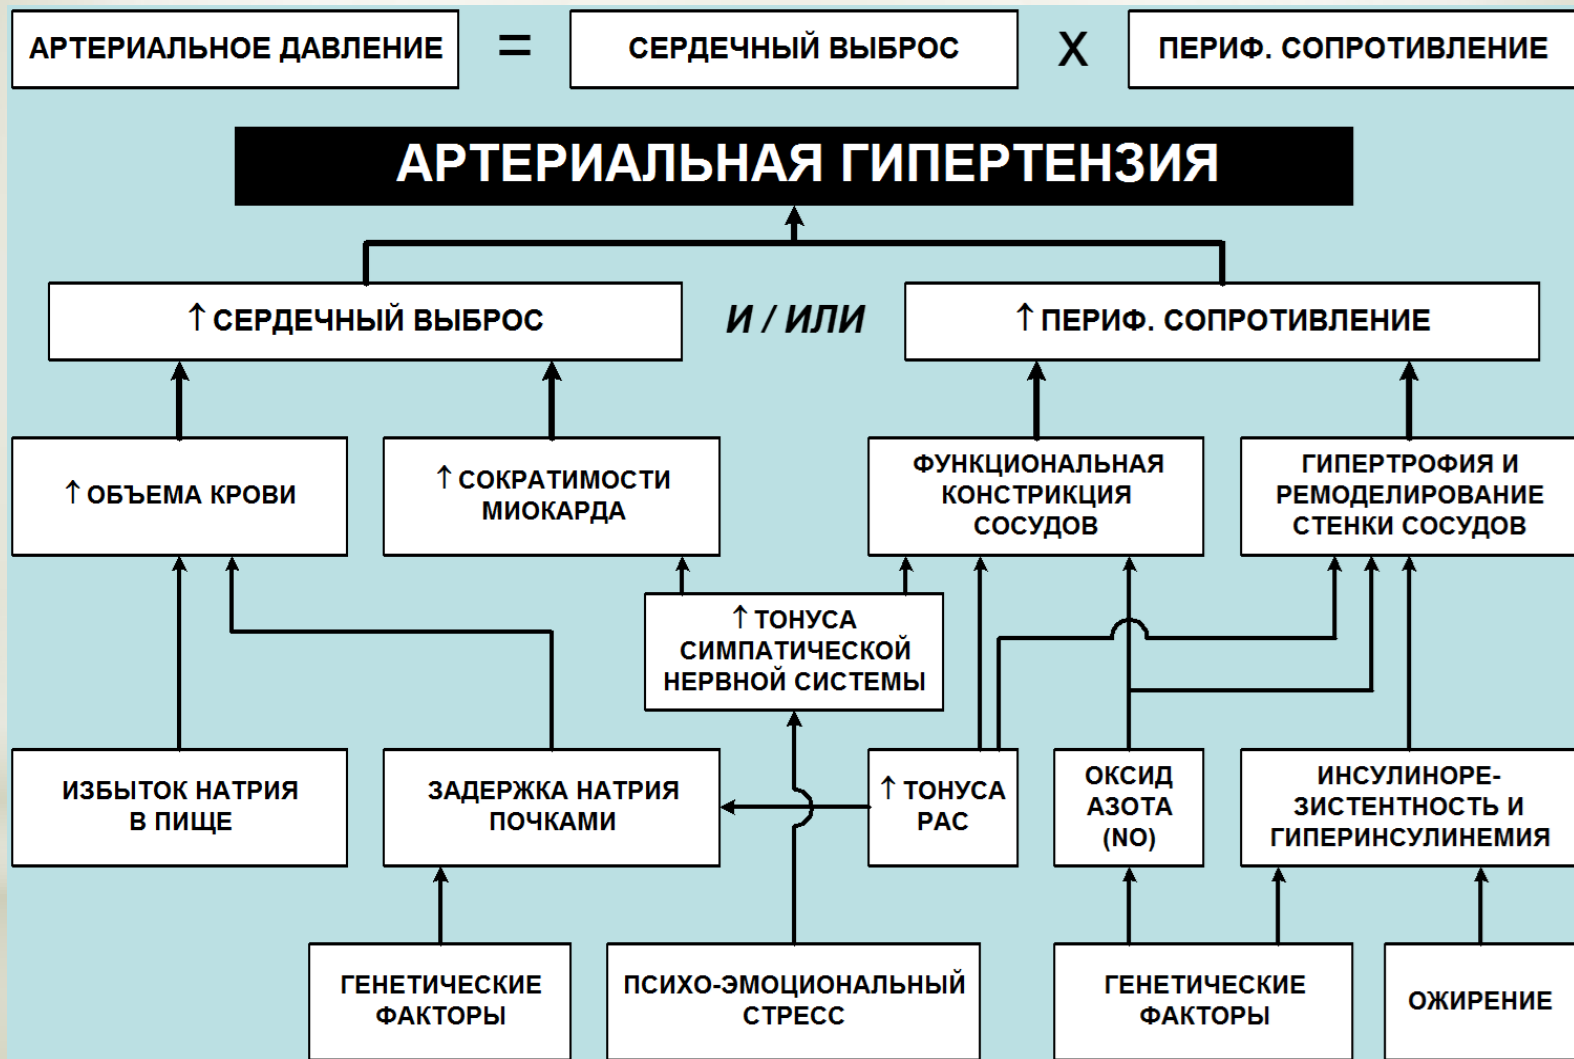 АРТЕРИАЛЬНОЕ ДАВЛЕНИЕ = СЕРДЕЧНЫЙ ВЫБРОС X ПЕРИФ. СОПРОТИВЛЕНИЕ
АРТЕРИАЛЬНАЯ ГИПЕРТЕНЗИЯ
↑ СЕРДЕЧНЫЙ ВЫБРОС
И / ИЛИ
↑ ПЕРИФ. СОПРОТИВЛЕНИЕ
↑ ОБЪЕМА КРОВИ
↑ СОКРАТИМОСТИ
МИОКАРДА
ФУНКЦИОНАЛЬНАЯ
КОНСТРИКЦИЯ
СОСУДОВ
ГИПЕРТРОФИЯ И
РЕМОДЕЛИРОВАНИЕ
СТЕНКИ СОСУДОВ
↑ ТОНУСА
СИМПАТИЧЕСКОЙ
НЕРВНОЙ СИСТЕМЫ
ИЗБЫТОК НАТРИЯ
В ПИЩЕ
ЗАДЕРЖКА НАТРИЯ
ПОЧКАМИ
↑ ТОНУСА
РАС
ОКСИД
АЗОТА
(NO)
ИНСУЛИНОРЕ-
ЗИСТЕНТНОСТЬ И
ГИПЕРИНСУЛИНЕМИЯ
ГЕНЕТИЧЕСКИЕ
ФАКТОРЫ
ПСИХО-ЭМОЦИОНАЛЬНЫЙ
СТРЕСС
ГЕНЕТИЧЕСКИЕ
ФАКТОРЫ
ОЖИРЕНИЕ